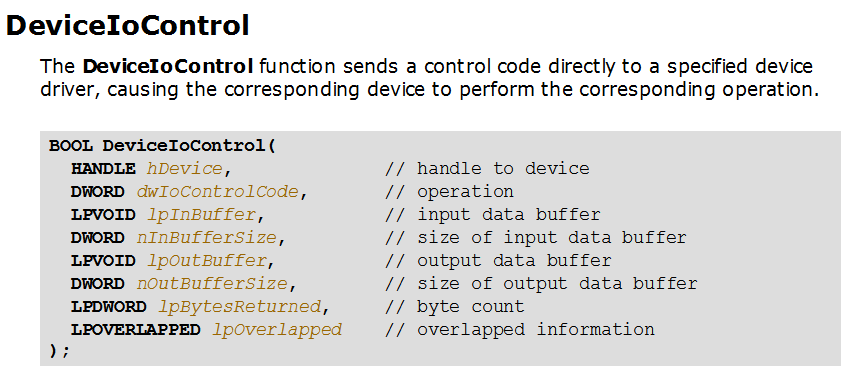 DeviceIoControl
The DeviceIoControl function sends a control code directly to a specified device
driver, causing the corresponding device to perform the corresponding operation.
BOOL DeviceIoControl(
HANDLE hDevice, // handle to device
DWORD dwIoControlCode, // operation
LPVOID lpInBuffer, // input data buffer
DWORD nInBufferSize, // size of input data buffer
LPVOID lpOutBuffer, // output data buffer
DWORD nOutBufferSize, // size of output data buffer
LPDWORD lpBytesReturned, // byte count
LPOVERLAPPED lpOverlapped // overlapped information
);